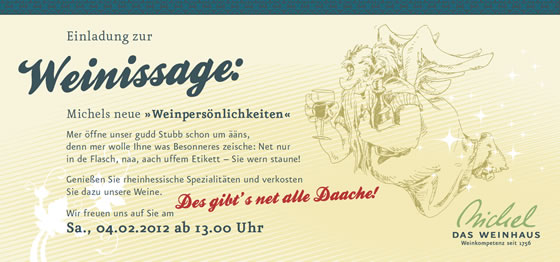 Einladung zur
Weinissage:
Michels neue »Weinpersönlichkeiten«
Mer öffne unser gudd Stubb schon um ääns,
denn mer wolle Ihne was Besonneres zeische: Net nur
in de Flasch, naa, aach uffem Etikett – Sie wern staune!
Genießen Sie rheinhessische Spezialitäten und verkosten
Sie dazu unsere Weine.
Des gibt's net alle Daache!
Wir freuen uns auf Sie am
Sa., 04.02.2012 ab 13.00 Uhr
Michel
DAS WEINHAUS
Weinkompetenz seit 1756